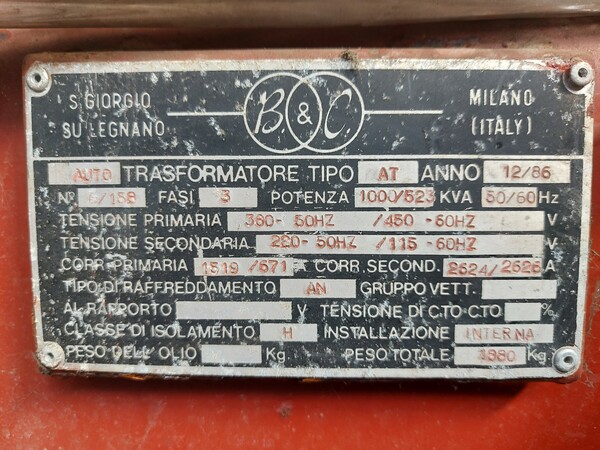 S.GIORGIO
SU LEGNANO
B.&C.
MILANO
(ITALY)
AUTO TRASFORMATORE TIPO AT ANNO 12/86
N° /158 FASI 3 POTENZA 1000/523 KVA 50/60 Hz
TENSIONE PRIMARIA 380- 50HZ /450 -60HZ V
TENSIONE SECONDARIA 220- 50HZ /115 -60HZ V
CORR. PRIMARIA 1519 /671 A CORR. SECOND. 2624/ 2626 A
TIPO DI RAFFREDDAMENTO AN GRUPPO VETT.
AL RAPPORTO V TENSIONE DI C.TO C.TO %
CLASSE DI ISOLAMENTO H INSTALLAZIONE INTERNA
PESO DELL'OLIO Kg. PESO TOTALE Kg.